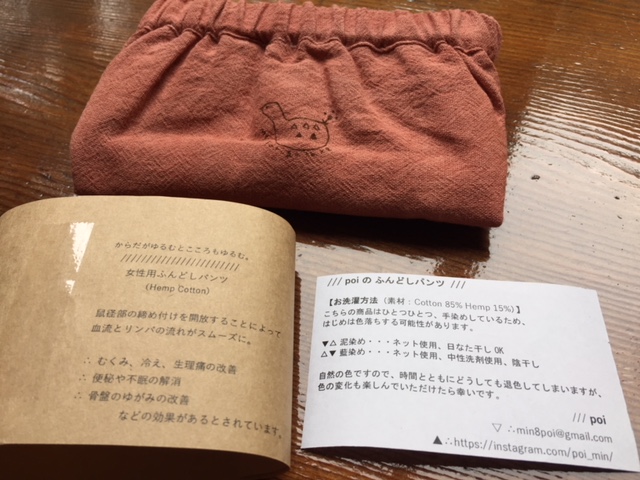 からだがゆるむとこころもゆるむ。
////////////////////////
女性用ふんどしパンツ
(Hemp Cotton)
鼠径部の締め付けを開放することによって
血流とリンパの流れがスムーズに。
∴ むくみ、冷え、生理痛の改善
∴ 便秘や不眠の解消
∴ 骨盤のゆがみの改善
などの効果があるとされています。
/// poi の ふんどしパンツ ///
【お洗濯方法（素材：Cotton 85% Hemp 15%）】
こちらの商品はひとつひとつ、手染めしているため、
はじめは色落ちする可能性があります。
▼△ 泥染め・・・ネット使用、日なた干し OK
△▼ 藍染め・・・ネット使用、中性洗剤使用、陰干し
自然の色ですので、時間とともにどうしても退色してしまいますが、
色の変化も楽しんでいただけたら幸いです。
/// poi
▽ ∴min8poi@gmail.com
▲∴https://instagram.com/poi_min/